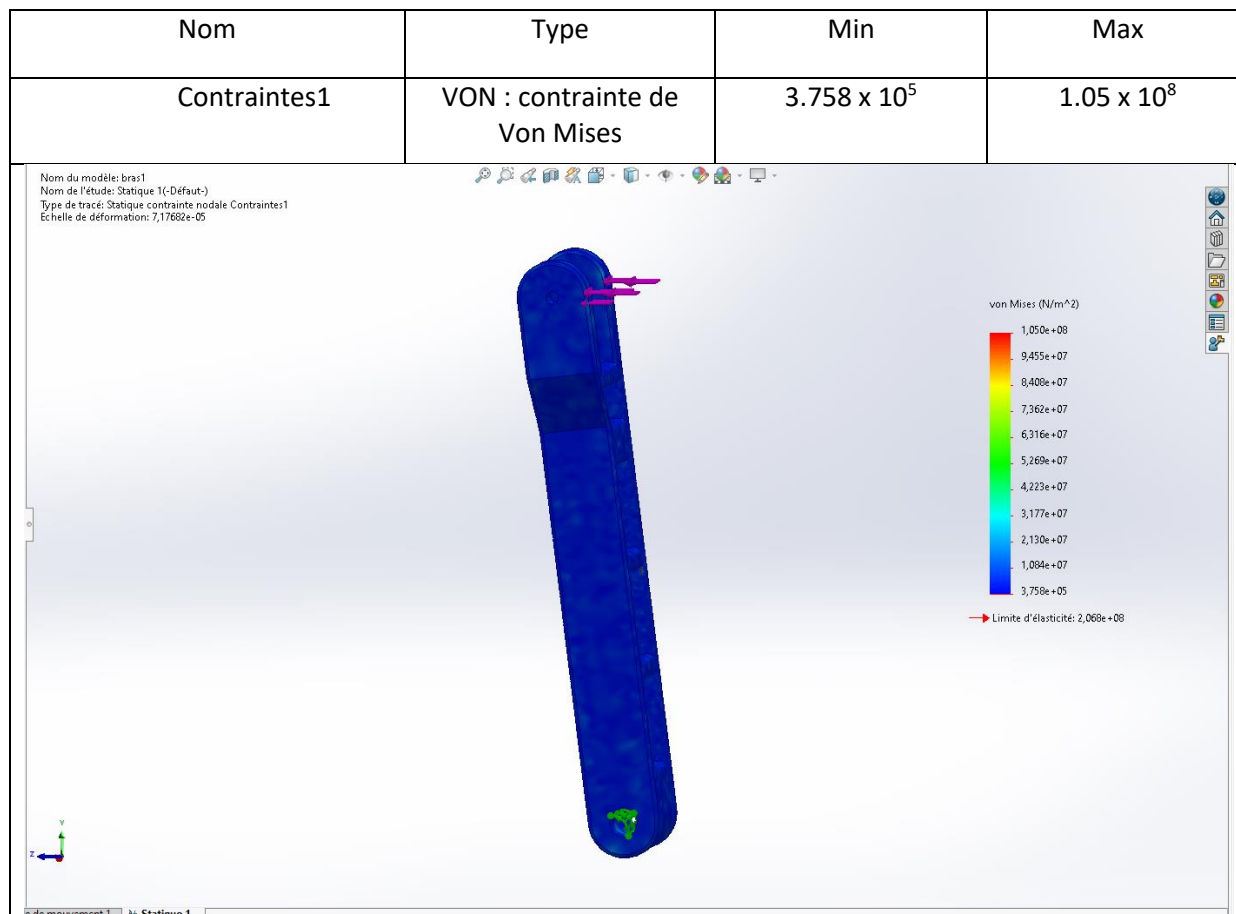 Nom Type Min Max
Contraintes1 VON : contrainte de Von Mises 3.758 x 10⁵ 1.05 x 10⁸
Nom du modèle: bras1
Nom de l'étude: Statique 1(-Défaut-)
Type de tracé: Statique contrainte nodale Contraintes1
Echelle de déformation: 7,17682e-05
von Mises (N/m^2)
1,050e+08
9,455e+07
8,408e+07
7,362e+07
6,316e+07
5,269e+07
4,223e+07
3,177e+07
2,130e+07
1,084e+07
3,758e+05
Limite d'élasticité: 2,068e+08
Y
Z
de mouvement 1 Statique 1